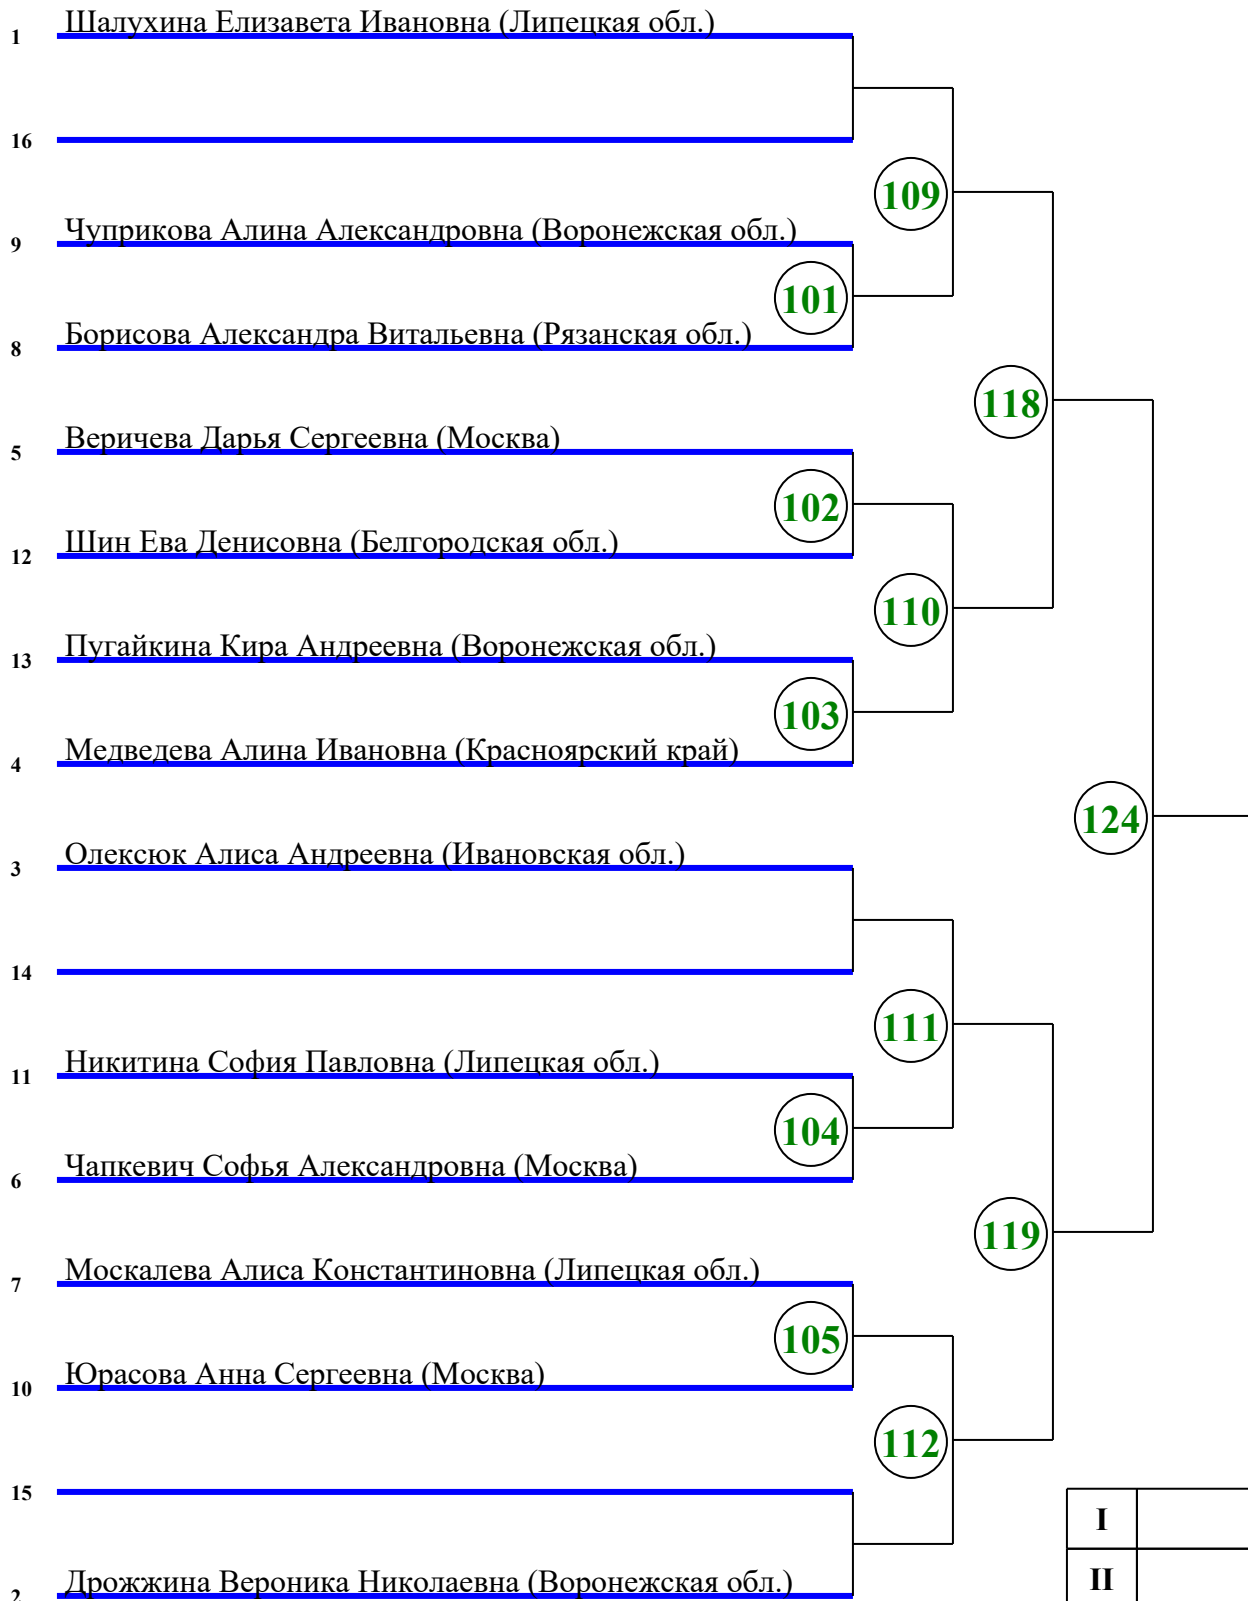 Шалухина Елизавета Ивановна (Липецкая обл.)
1
16
109
Чуприкова Алина Александровна (Воронежская обл.)
9
101
Борисова Александра Витальевна (Рязанская обл.)
8
118
Веричева Дарья Сергеевна (Москва)
5
102
Шин Ева Денисовна (Белгородская обл.)
12
110
Пугайкина Кира Андреевна (Воронежская обл.)
13
103
Медведева Алина Ивановна (Красноярский край)
4
124
Олексюк Алиса Андреевна (Ивановская обл.)
3
14
111
Никитина София Павловна (Липецкая обл.)
11
104
Чапкевич Софья Александровна (Москва)
6
119
Москалева Алиса Константиновна (Липецкая обл.)
7
105
Юрасова Анна Сергеевна (Москва)
10
112
15
I
II
Дрожжина Вероника Николаевна (Воронежская обл.)
2